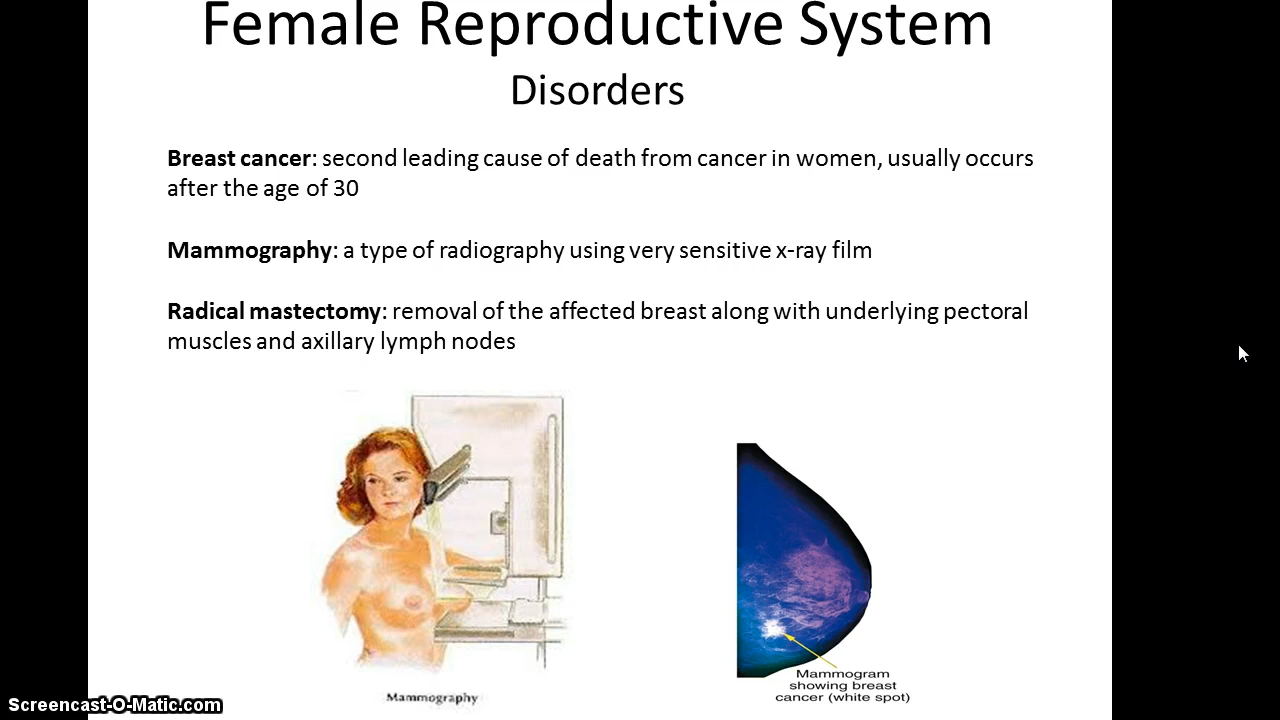 Female Reproductive System
Disorders
Breast cancer: second leading cause of death from cancer in women, usually occurs
after the age of 30
Mammography: a type of radiography using very sensitive x-ray film
Radical mastectomy: removal of the affected breast along with underlying pectoral
muscles and axillary lymph nodes
Mammography
Mammogram
showing breast
cancer (white spot)
Screencast-O-Matic.com